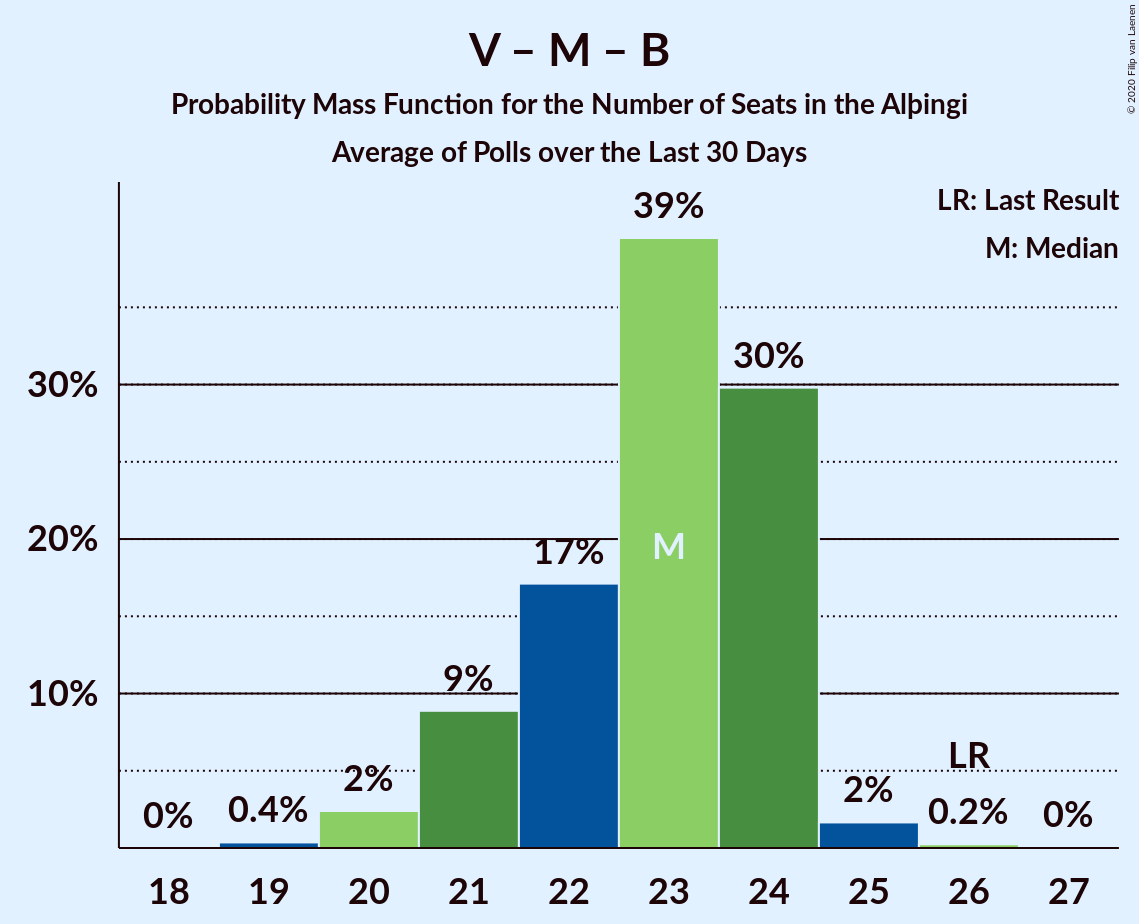 V – M – B
Probability Mass Function for the Number of Seats in the Alþingi
Average of Polls over the Last 30 Days
© 2020 Filip van Laenen
LR: Last Result
M: Median
39%
30%
30%
20%
17%
M
10%
9%
LR
2%
2%
0%
0.4%
0.2%
0%
18 19 20 21 22 23 24 25 26 27